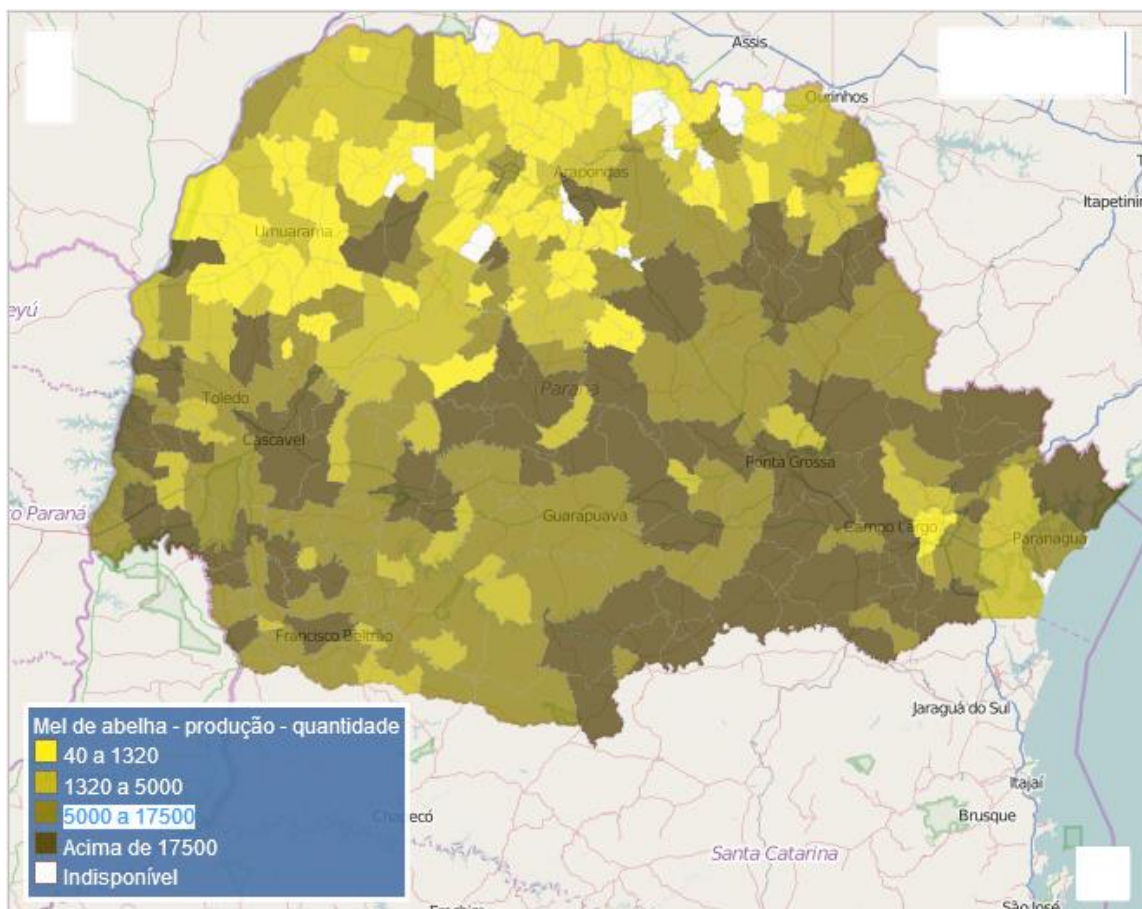 Assis
Ourinhos
Arapongas
Itapetinin
Umuarama
eyú
Paraná
Toledo
Cascavel
Ponta Grossa
o Paraná
Guarapuava
Campo Largo
Paranaguá
Francisco Beltrão
Jaraguá do Sul
Mel de abelha - produção - quantidade
40 a 1320
1320 a 5000
5000 a 17500
Acima de 17500
Indisponível
Itajaí
Brusque
Santa Catarina
São José